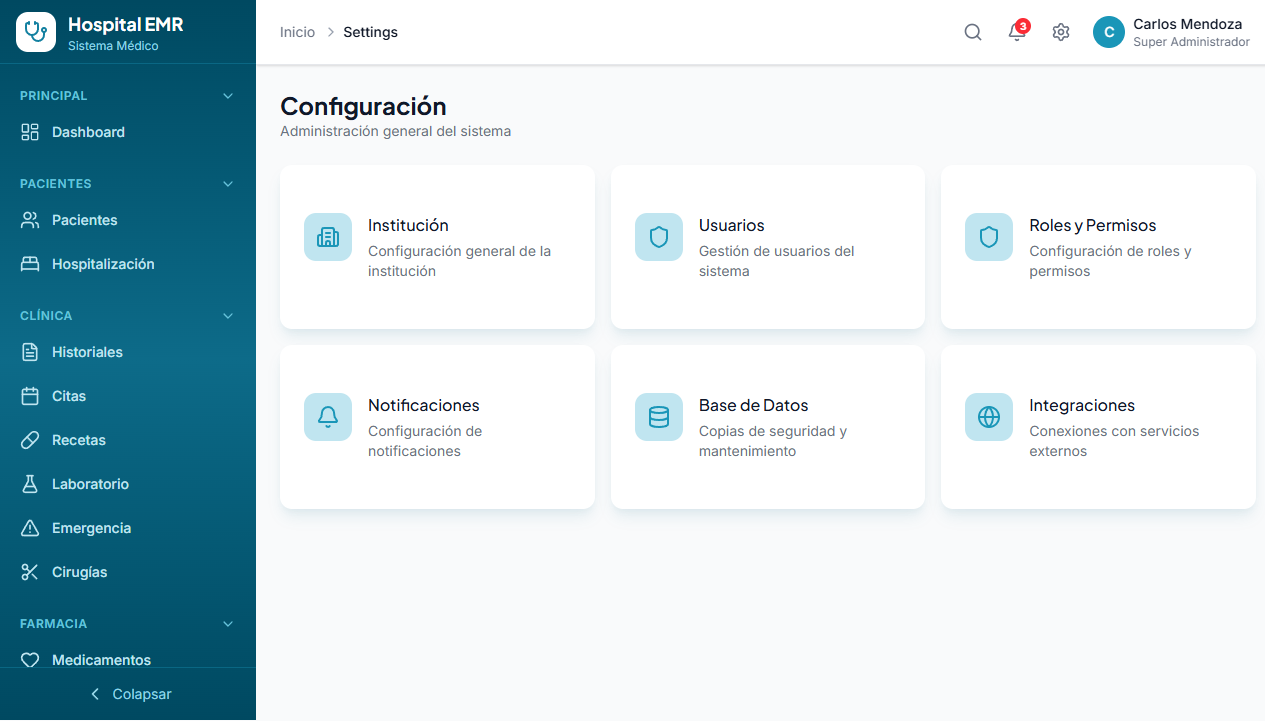 Hospital EMR
Sistema Médico
PRINCIPAL
Dashboard
PACIENTES
Pacientes
Hospitalización
CLÍNICA
Historiales
Citas
Recetas
Laboratorio
Emergencia
Cirugías
FARMACIA
Medicamentos
Colapsar
Inicio
Settings
3
C
Carlos Mendoza
Super Administrador
Configuración
Administración general del sistema
Institución
Configuración general de la
institución
Usuarios
Gestión de usuarios del
sistema
Roles y Permisos
Configuración de roles y
permisos
Notificaciones
Configuración de
notificaciones
Base de Datos
Copias de seguridad y
mantenimiento
Integraciones
Conexiones con servicios
externos